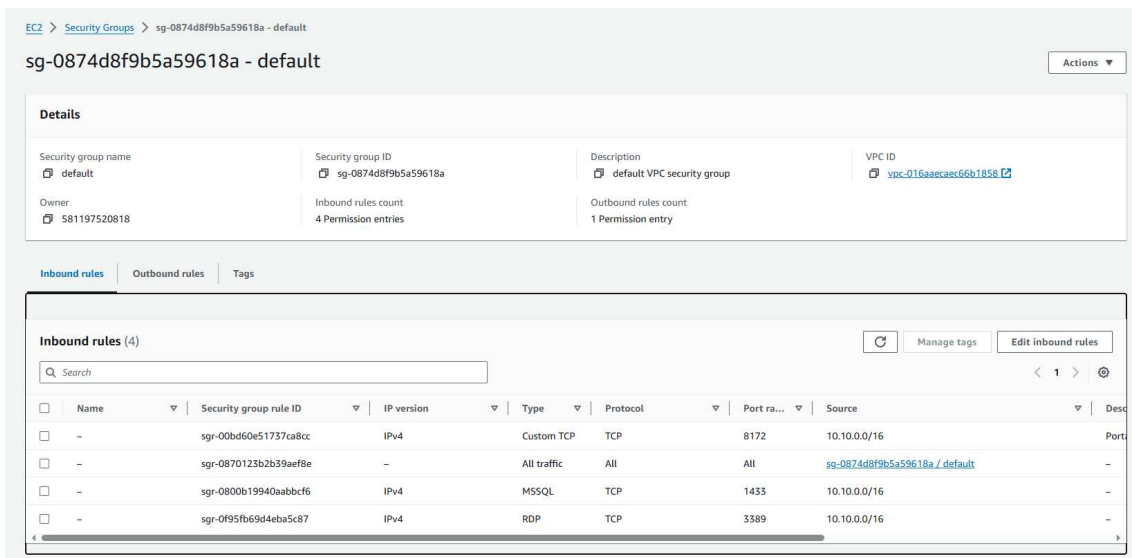 EC2 > Security Groups > sg-0874d8f9b5a59618a - default
sg-0874d8f9b5a59618a - default
Actions
Details
Security group name Security group ID Description VPC ID
default sg-0874d8f9b5a59618a default VPC security group vpc-016aaecaec66b1858
Owner Inbound rules count Outbound rules count
581197520818 4 Permission entries 1 Permission entry
Inbound rules Outbound rules Tags
Inbound rules (4) Manage tags Edit inbound rules
Search < 1 >
Name Security group rule ID IP version Type Protocol Port ra... Source Desc
– sgr-00bd60e51737ca8cc IPv4 Custom TCP TCP 8172 10.10.0.0/16 Porta
– sgr-0870123b2b39aef8e – All traffic All All sg-0874d8f9b5a59618a / default –
– sgr-0800b19940aabbcf6 IPv4 MSSQL TCP 1433 10.10.0.0/16 –
– sgr-0f95fb69d4eba5c87 IPv4 RDP TCP 3389 10.10.0.0/16 –